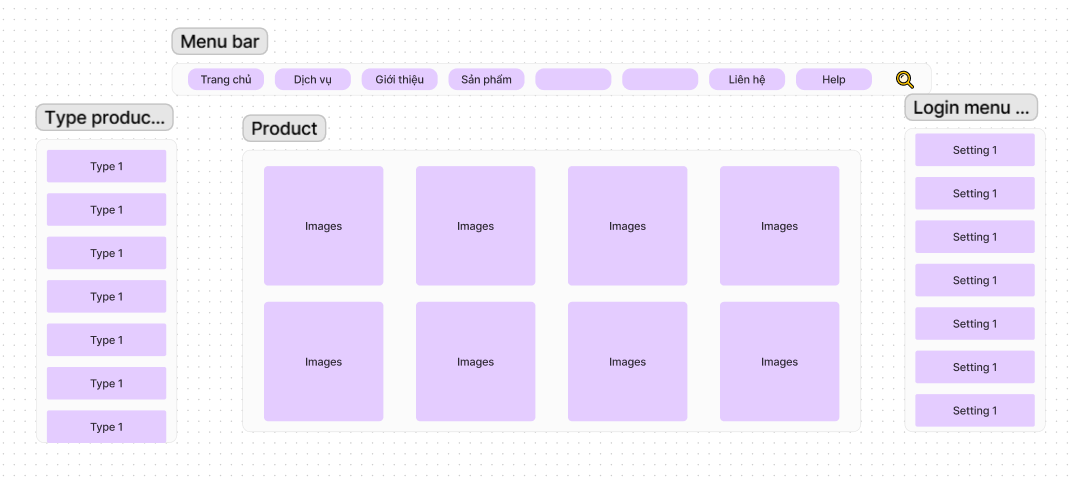 Menu bar
Trang chủ
Dịch vụ
Giới thiệu
Sản phẩm
Liên hệ
Help
Type produc...
Type 1
Type 1
Type 1
Type 1
Type 1
Type 1
Type 1
Product
Images
Images
Images
Images
Images
Images
Images
Images
Login menu ...
Setting 1
Setting 1
Setting 1
Setting 1
Setting 1
Setting 1
Setting 1